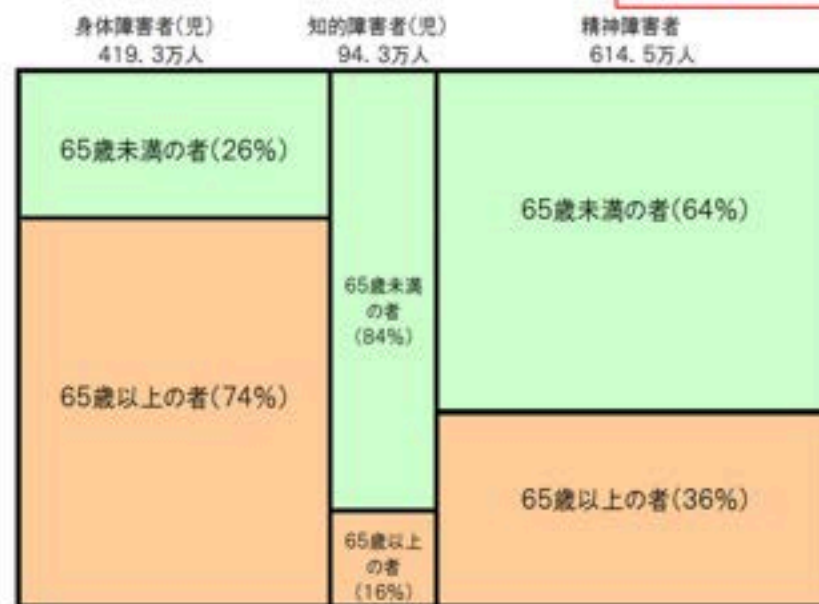 身体障害者(児)
419.3万人
知的障害者(児)
94.3万人
精神障害者
614.5万人
65歳未満の者(26%)
65歳以上の者(74%)
65歳未満
の者
(84%)
65歳以上
の者
(16%)
65歳未満の者(64%)
65歳以上の者(36%)